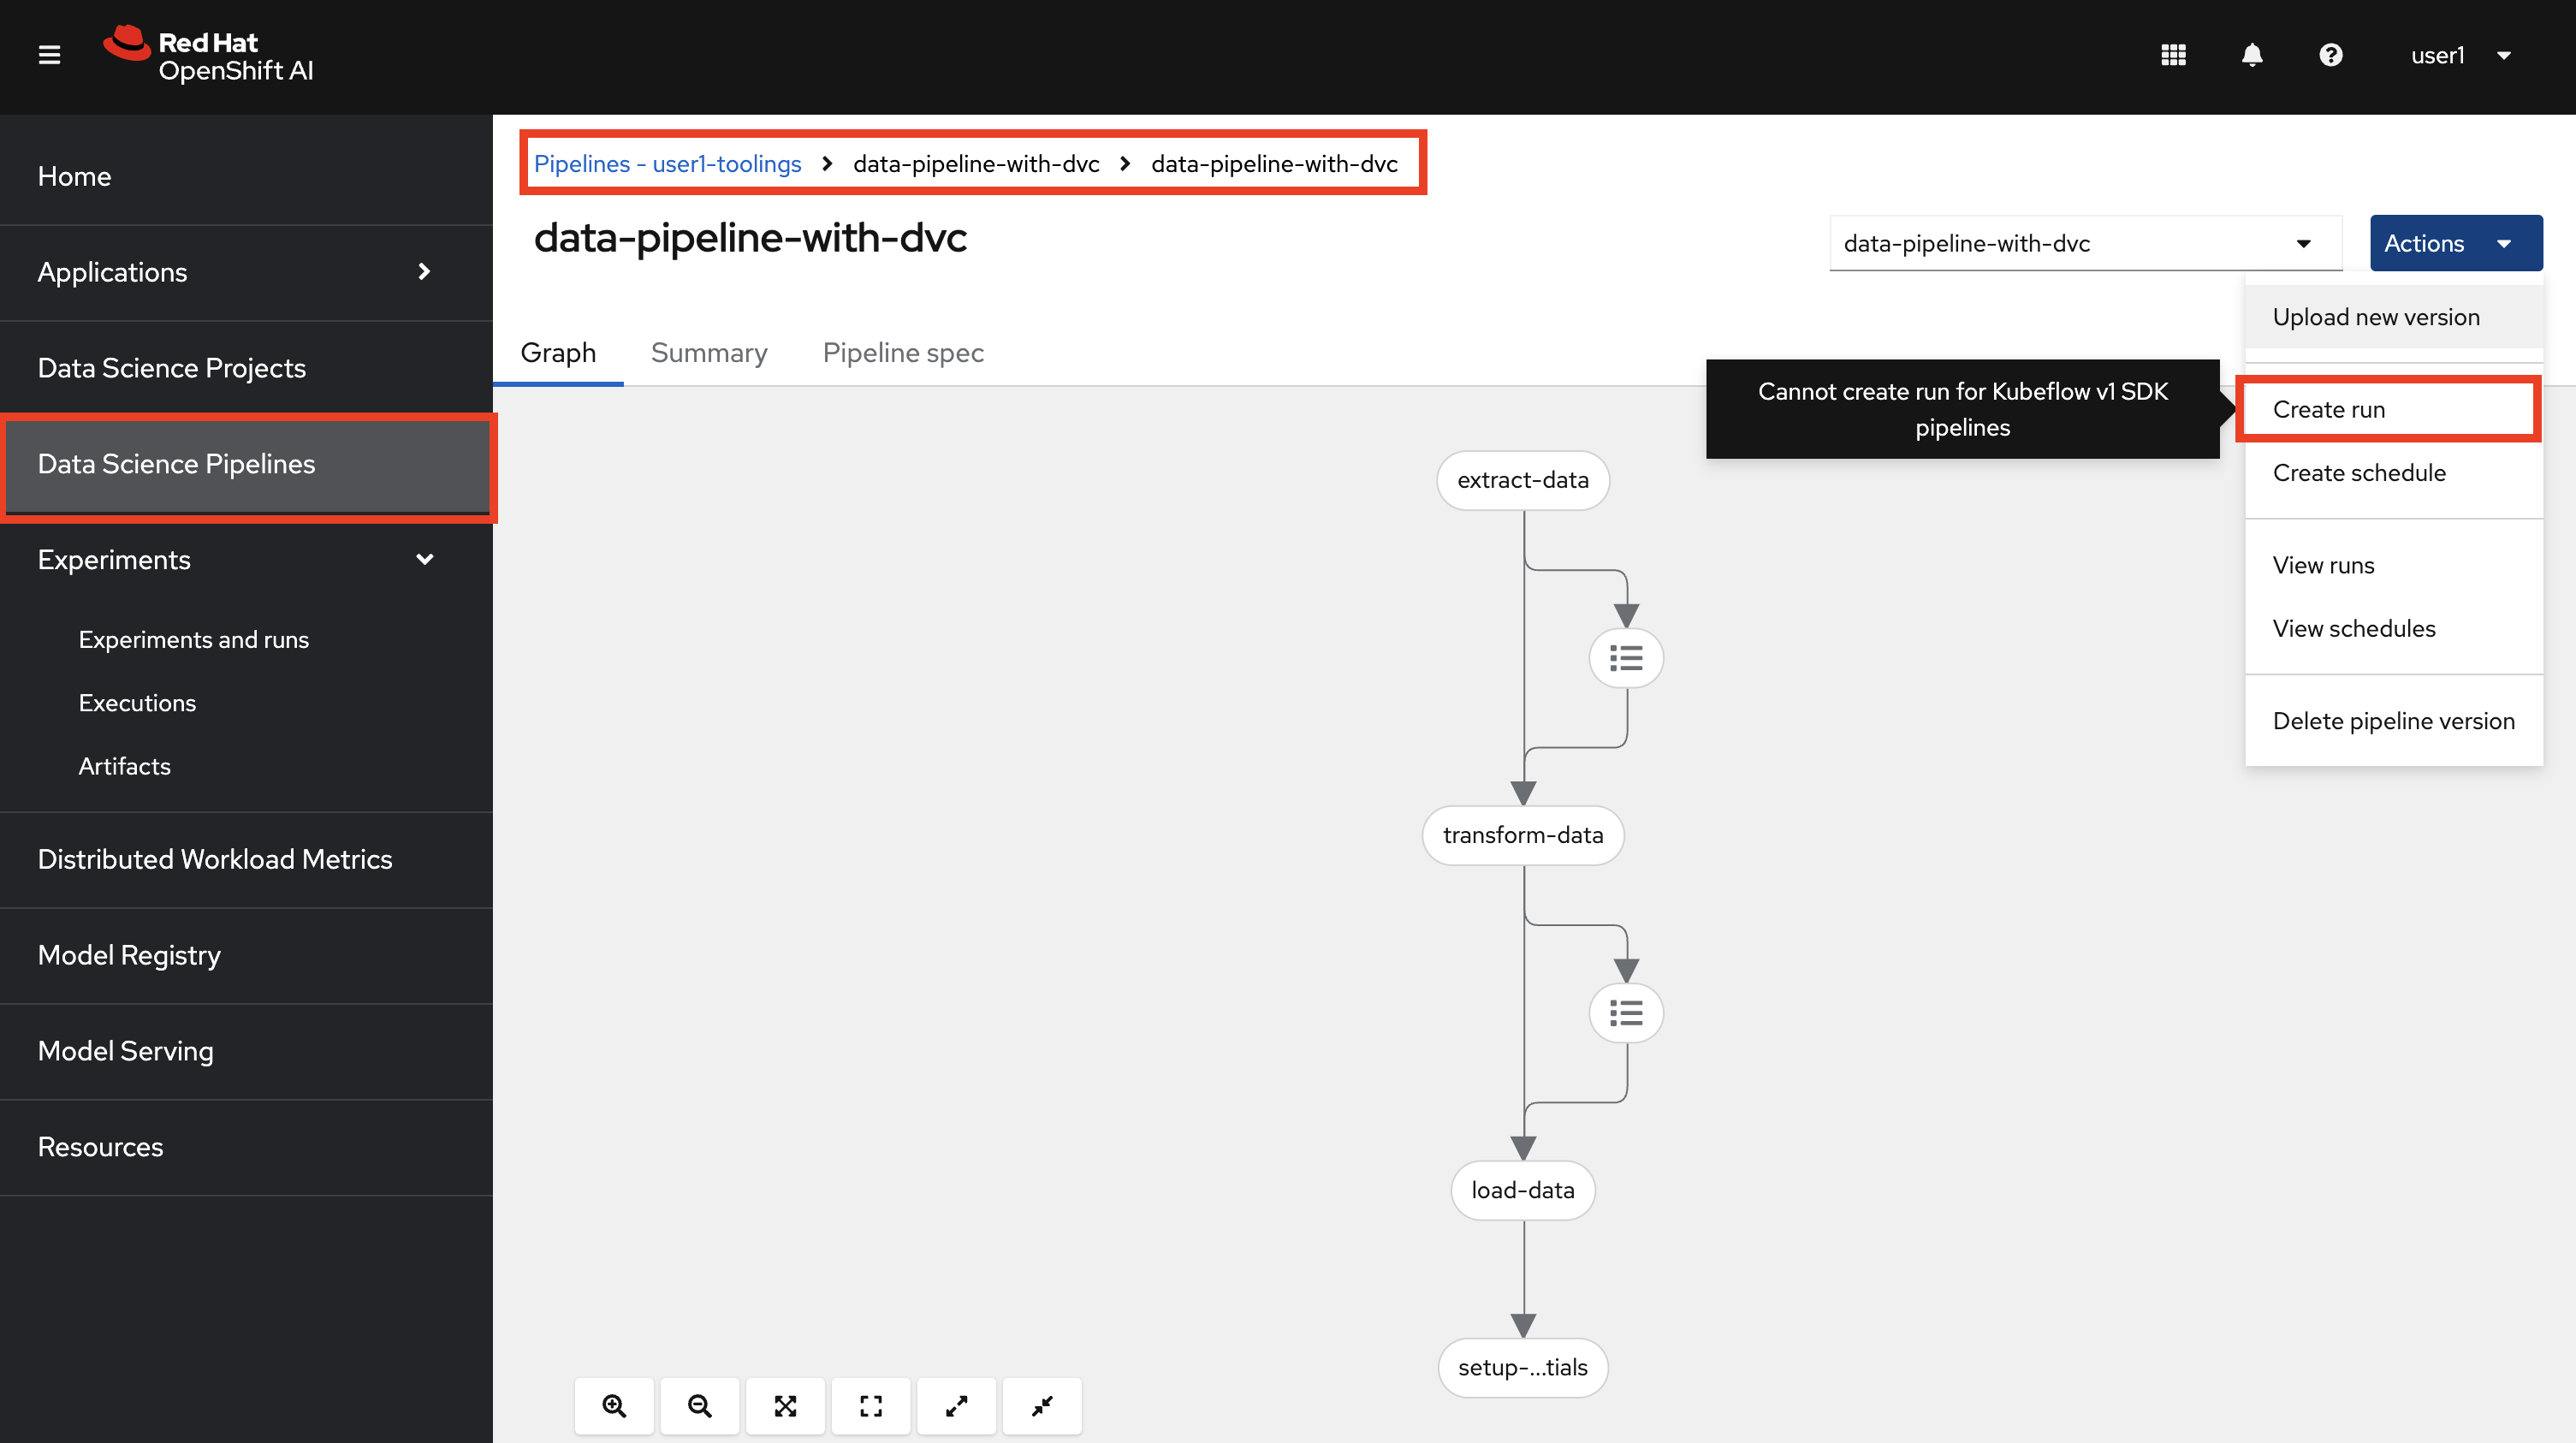 Red Hat
OpenShift AI
user1
Home
Applications
Data Science Projects
Data Science Pipelines
Experiments
Experiments and runs
Executions
Artifacts
Distributed Workload Metrics
Model Registry
Model Serving
Resources
Pipelines - user1-toolings > data-pipeline-with-dvc > data-pipeline-with-dvc
data-pipeline-with-dvc
data-pipeline-with-dvc
Actions
Graph Summary Pipeline spec
Upload new version
Cannot create run for Kubeflow v1 SDK
pipelines
Create run
Create schedule
View runs
View schedules
Delete pipeline version
extract-data
transform-data
load-data
setup-...tials